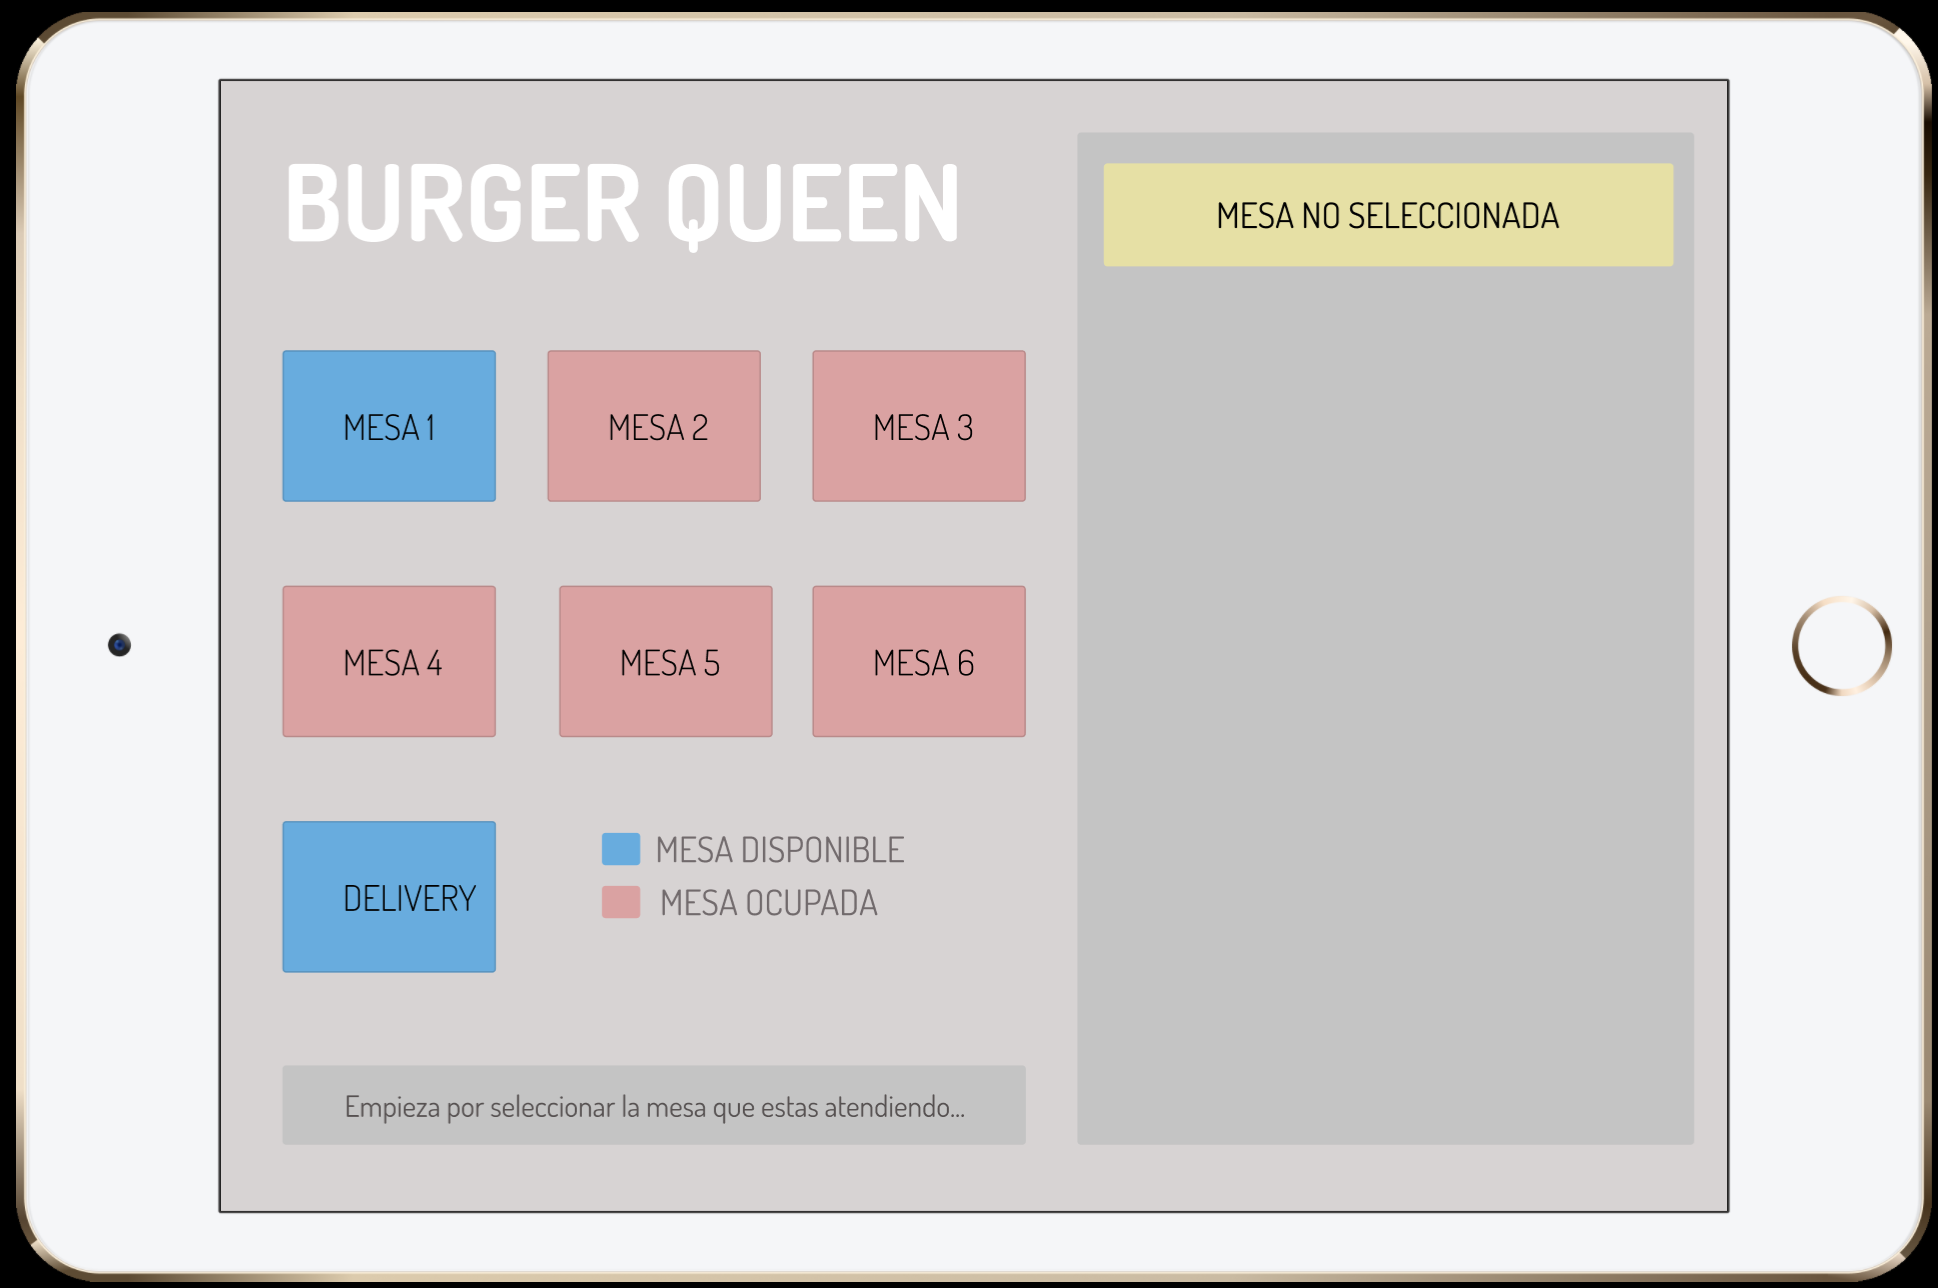 BURGER QUEEN
MESA NO SELECCIONADA
MESA 1
MESA 2
MESA 3
MESA 4
MESA 5
MESA 6
DELIVERY
MESA DISPONIBLE
MESA OCUPADA
Empieza por seleccionar la mesa que estas atendiendo...